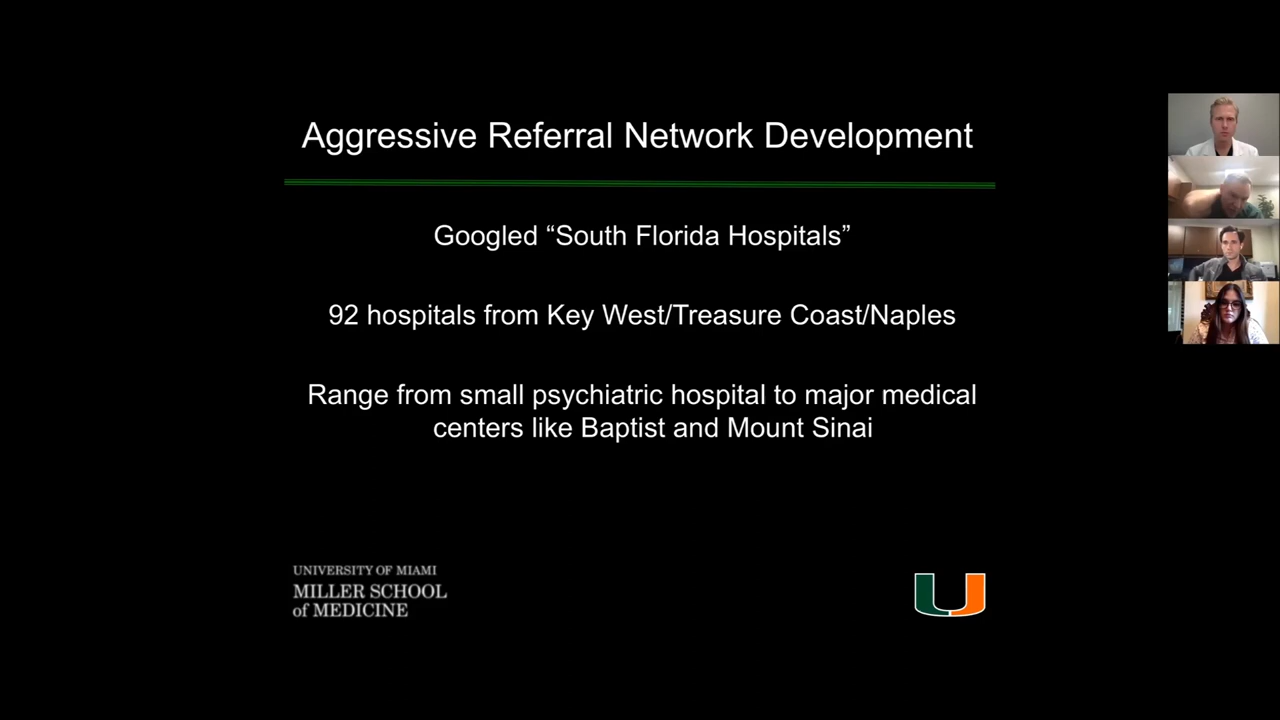 Aggressive Referral Network Development
Googled “South Florida Hospitals”
92 hospitals from Key West/Treasure Coast/Naples
Range from small psychiatric hospital to major medical
centers like Baptist and Mount Sinai
UNIVERSITY OF MIAMI
MILLER SCHOOL
of MEDICINE